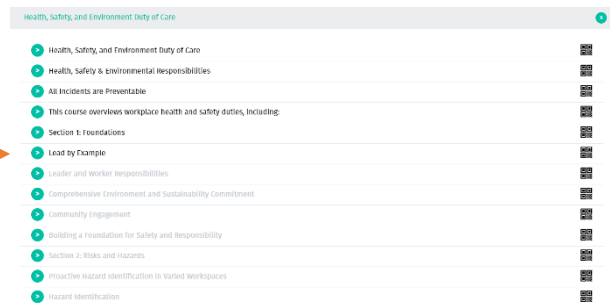 Health, Safety, and Environment Duty of Care
x
Health, Safety, and Environment Duty of Care
Health, Safety & Environmental Responsibilities
All Incidents are Preventable
This course overviews workplace health and safety duties, including:
Section 1: Foundations
Lead by Example
Leader and Worker Responsibilities
Comprehensive Environment and Sustainability Commitment
Community Engagement
Building a Foundation for Safety and Responsibility
Section 2: Risks and Hazards
Proactive Hazard Identification in Varied Workspaces
Hazard Identification